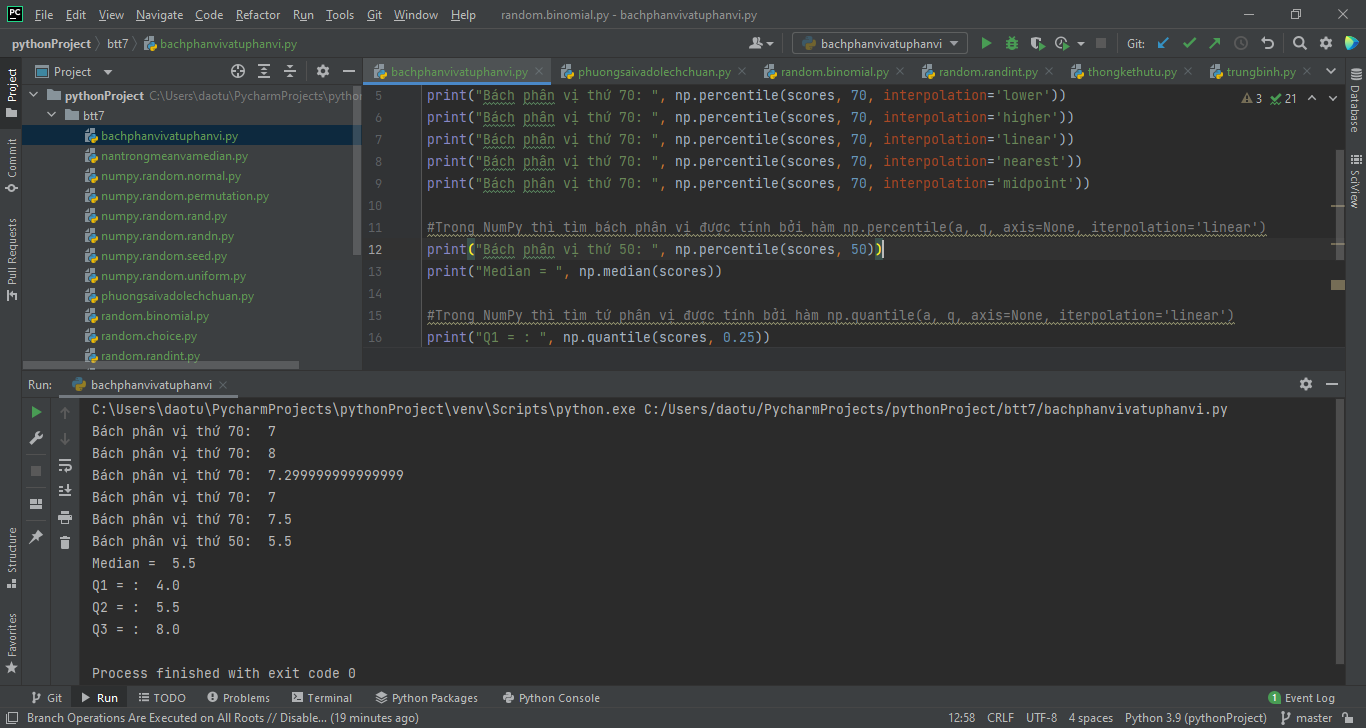 PC File Edit View Navigate Code Refactor Run Tools Git Window Help random.binomial.py - bachphanvivatuphanvi.py
pythonProject btt7 bachphanvivatuphanvi.py bachphanvivatuphanvi Git:
Project
bachphanvivatuphanvi.py phuongsaivadolechchuan.py random.binomial.py random.randint.py thongkethutu.py trungbinh.py
pythonProject C:\Users\daotu\PycharmProjects\pytho
btt7
bachphanvivatuphanvi.py
nantrongmeanvamedian.py
numpy.random.normal.py
numpy.random.permutation.py
numpy.random.rand.py
numpy.random.randn.py
numpy.random.seed.py
numpy.random.uniform.py
phuongsaivadolechchuan.py
random.binomial.py
random.choice.py
random.randint.py
5 print("Bách phân vị thứ 70: ", np.percentile(scores, 70, interpolation='lower'))
6 print("Bách phân vị thứ 70: ", np.percentile(scores, 70, interpolation='higher'))
7 print("Bách phân vị thứ 70: ", np.percentile(scores, 70, interpolation='linear'))
8 print("Bách phân vị thứ 70: ", np.percentile(scores, 70, interpolation='nearest'))
9 print("Bách phân vị thứ 70: ", np.percentile(scores, 70, interpolation='midpoint'))
10
11 #Trong NumPy thì tìm bách phân vi được tính bởi hàm np.percentile(a, q, axis=None, iterpolation='linear')
12 print("Bách phân vị thứ 50: ", np.percentile(scores, 50))
13 print("Median = ", np.median(scores))
14
15 #Trong NumPy thì tìm tứ phân vị được tính bởi hàm np.quantile(a, q, axis=None, iterpolation='linear')
16 print("Q1 = : ", np.quantile(scores, 0.25))
3 21
Project
Commit
Pull Requests
Structure
Favorites
Database
SciView
Run: bachphanvivatuphanvi
C:\Users\daotu\PycharmProjects\pythonProject\venv\Scripts\python.exe C:/Users/daotu/PycharmProjects/pythonProject/btt7/bachphanvivatuphanvi.py
Bách phân vị thứ 70:  7
Bách phân vị thứ 70:  8
Bách phân vị thứ 70:  7.299999999999999
Bách phân vị thứ 70:  7
Bách phân vị thứ 70:  7.5
Bách phân vị thứ 50:  5.5
Median =  5.5
Q1 = :  4.0
Q2 = :  5.5
Q3 = :  8.0
Process finished with exit code 0
Git Run TODO Problems Terminal Python Packages Python Console 1 Event Log
Branch Operations Are Executed on All Roots // Disable... (19 minutes ago) 12:58 CRLF UTF-8 4 spaces Python 3.9 (pythonProject) master